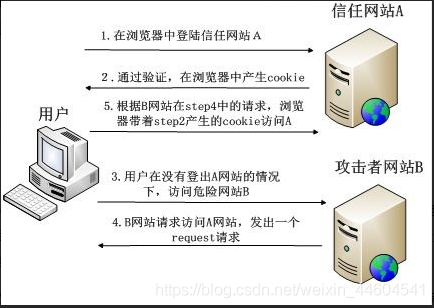 信任网站A
1.在浏览器中登陆信任网站A
2.通过验证，在浏览器中产生cookie
用户
5.根据B网站在step4中的请求，浏览
器带着step2产生的cookie访问A
攻击者网站B
3.用户在没有登出A网站的情况
下，访问危险网站B
4.B网站请求访问A网站，发出一个
request请求
https://blog.csdn.net/weixin_44604541